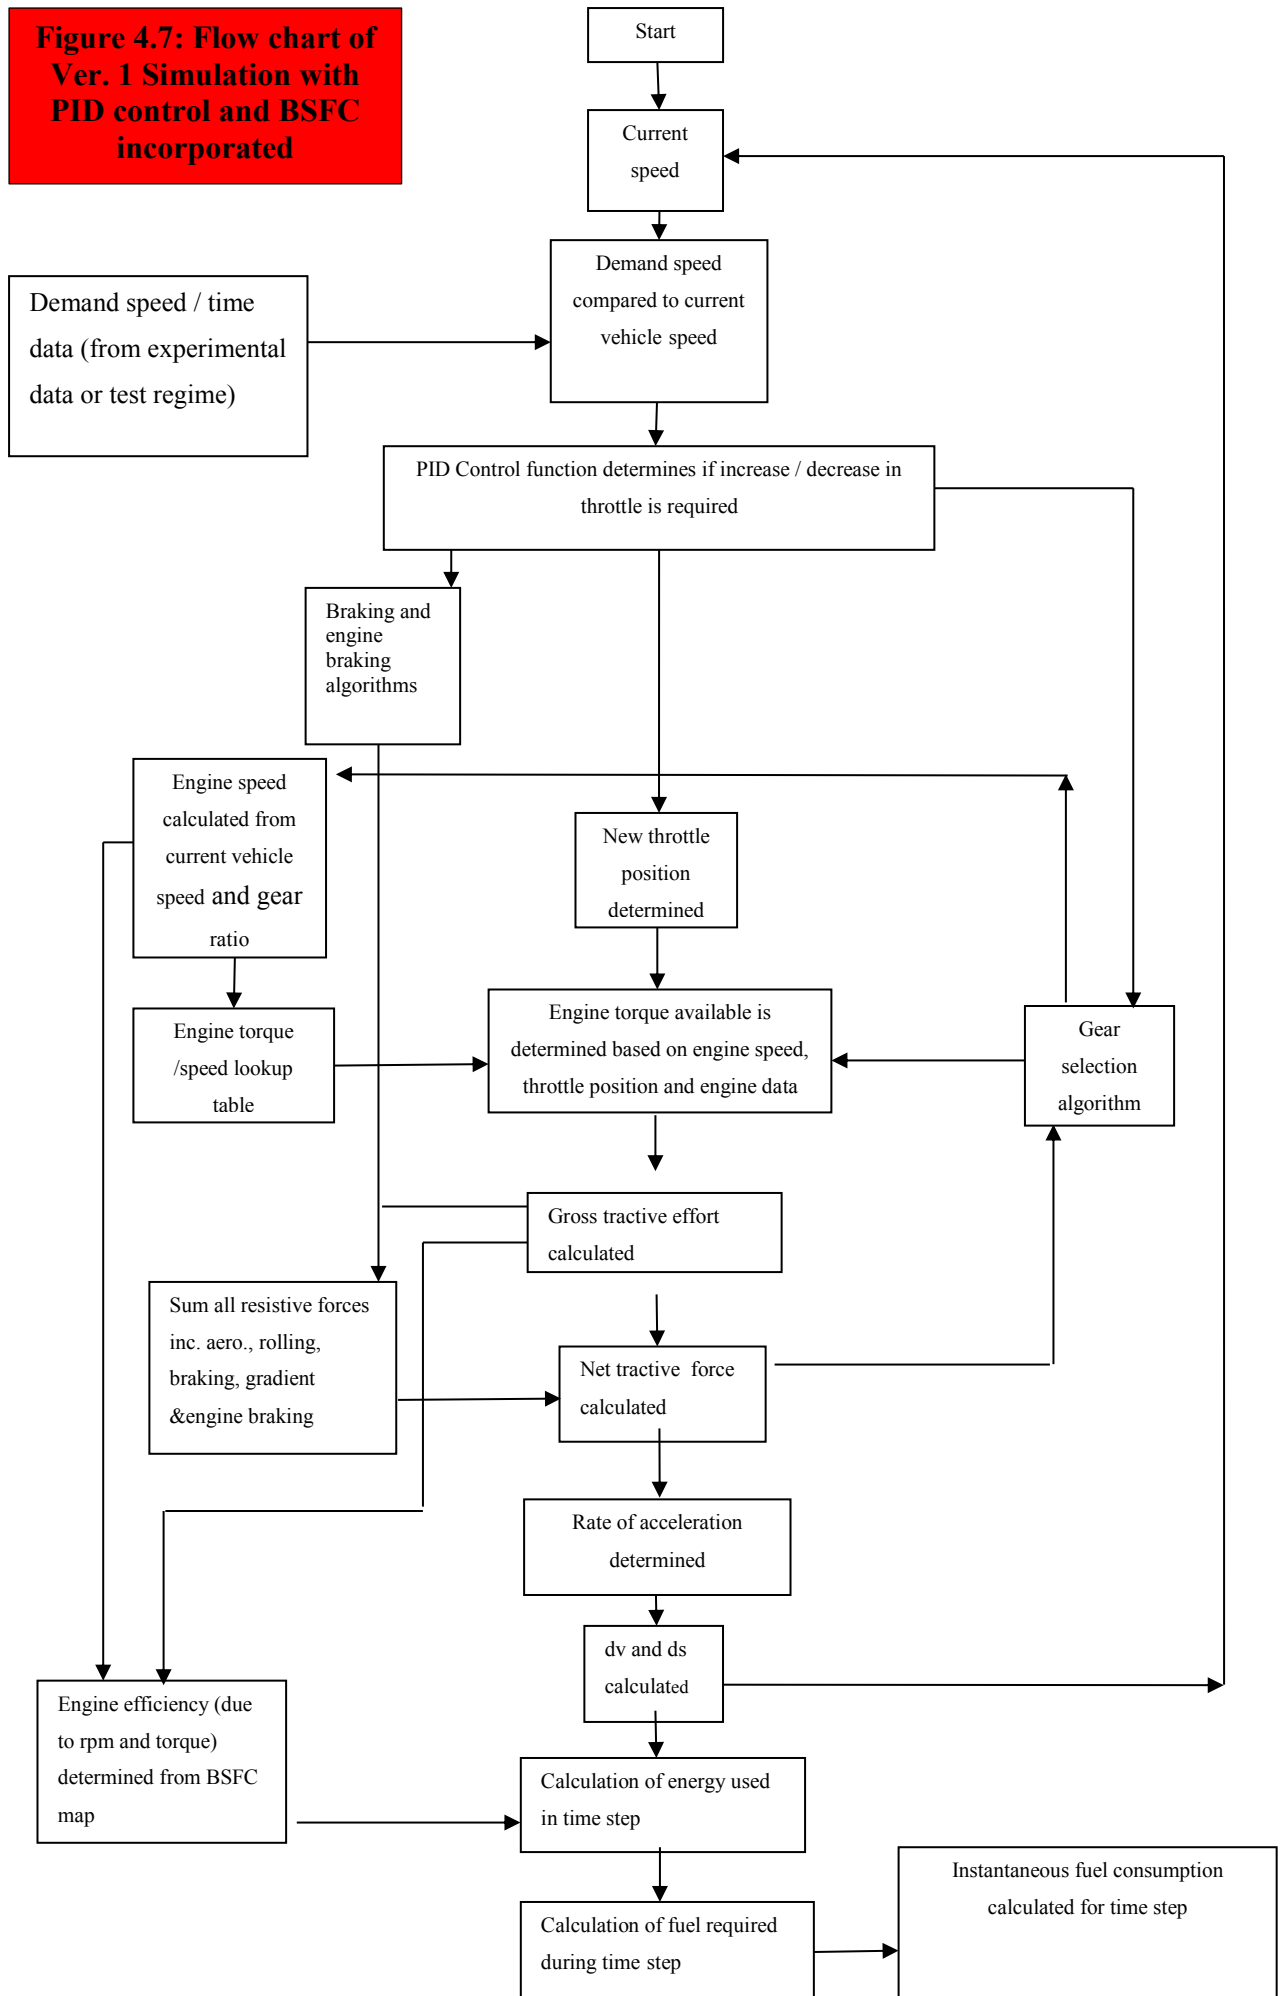 Figure 4.7: Flow chart of
Ver. 1 Simulation with
PID control and BSFC
incorporated
Start
Current
speed
Demand speed
compared to current
vehicle speed
Demand speed / time
data (from experimental
data or test regime)
PID Control function determines if increase / decrease in
throttle is required
Braking and
engine
braking
algorithms
Engine speed
calculated from
current vehicle
speed and gear
ratio
New throttle
position
determined
Engine torque
/speed lookup
table
Engine torque available is
determined based on engine speed,
throttle position and engine data
Gear
selection
algorithm
Gross tractive effort
calculated
Sum all resistive forces
inc. aero., rolling,
braking, gradient
&engine braking
Net tractive force
calculated
Rate of acceleration
determined
dv and ds
calculated
Engine efficiency (due
to rpm and torque)
determined from BSFC
map
Calculation of energy used
in time step
Calculation of fuel required
during time step
Instantaneous fuel consumption
calculated for time step